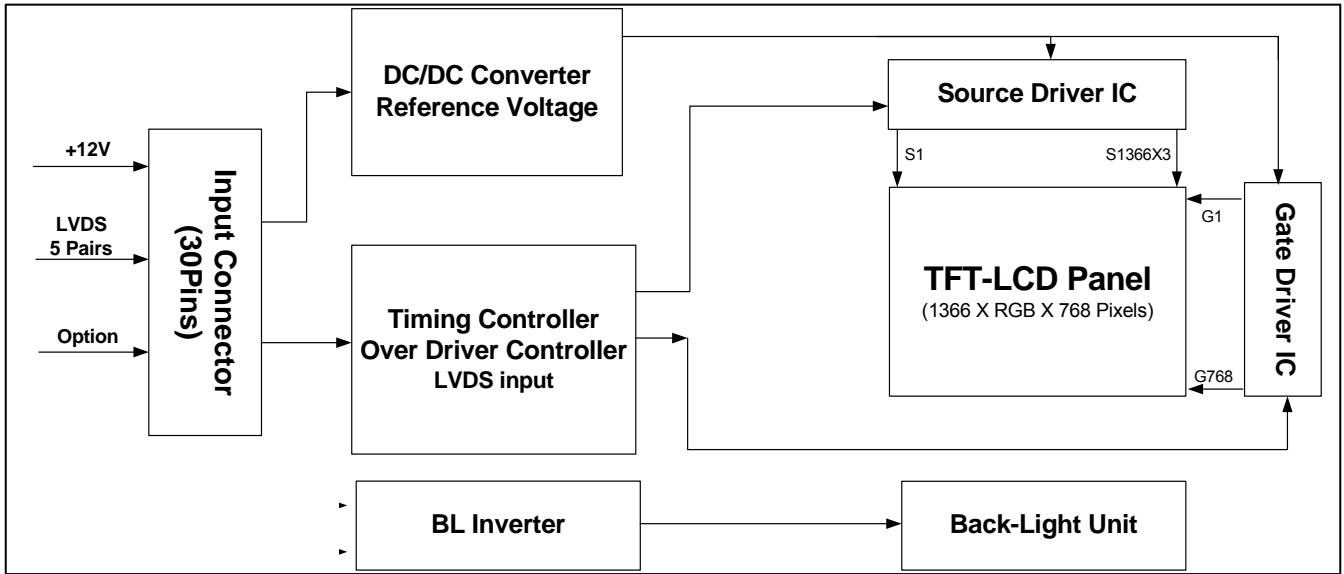 DC/DC Converter
Reference Voltage
Source Driver IC
+12V
LVDS
5 Pairs
Option
Input Connector
(30Pins)
S1
S1366X3
G1
Gate Driver IC
TFT-LCD Panel
(1366 X RGB X 768 Pixels)
G768
Timing Controller
Over Driver Controller
LVDS input
BL Inverter
Back-Light Unit